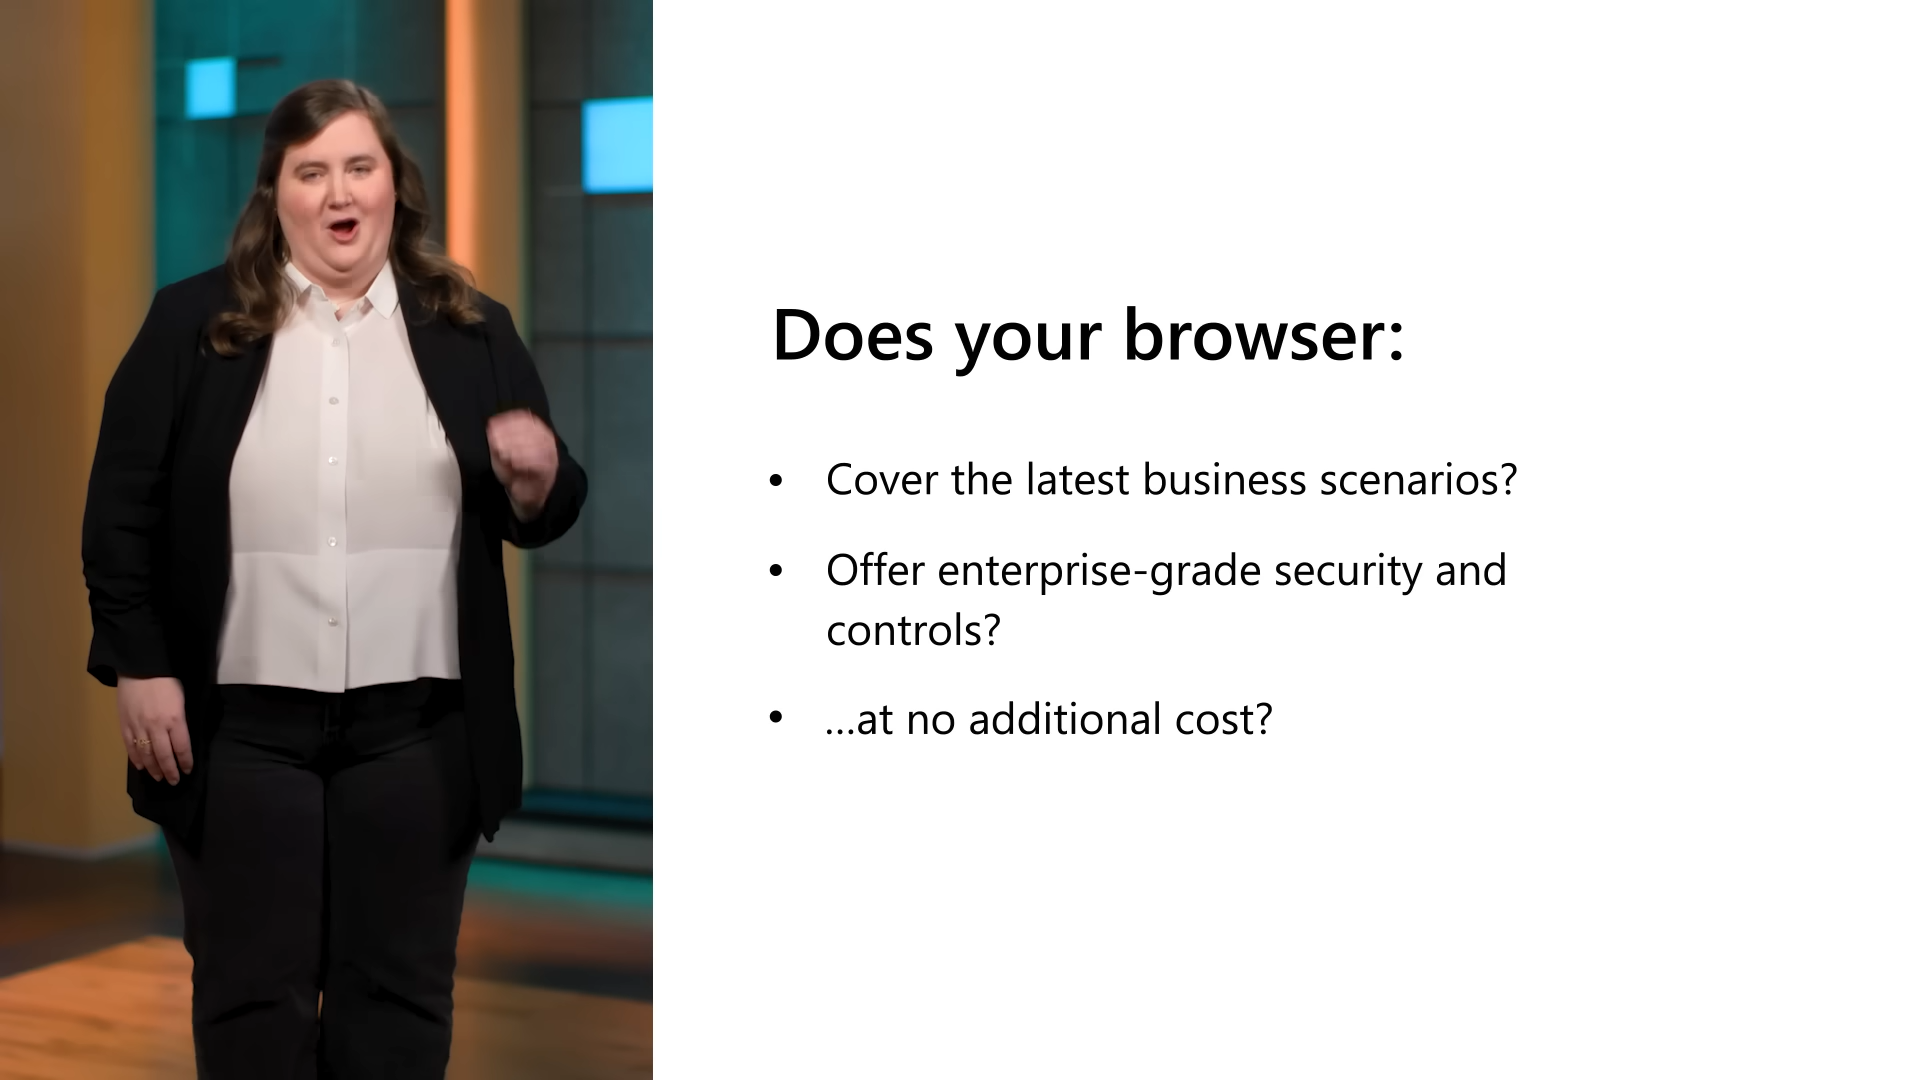 Does your browser:
• Cover the latest business scenarios?
• Offer enterprise-grade security and
controls?
• ...at no additional cost?